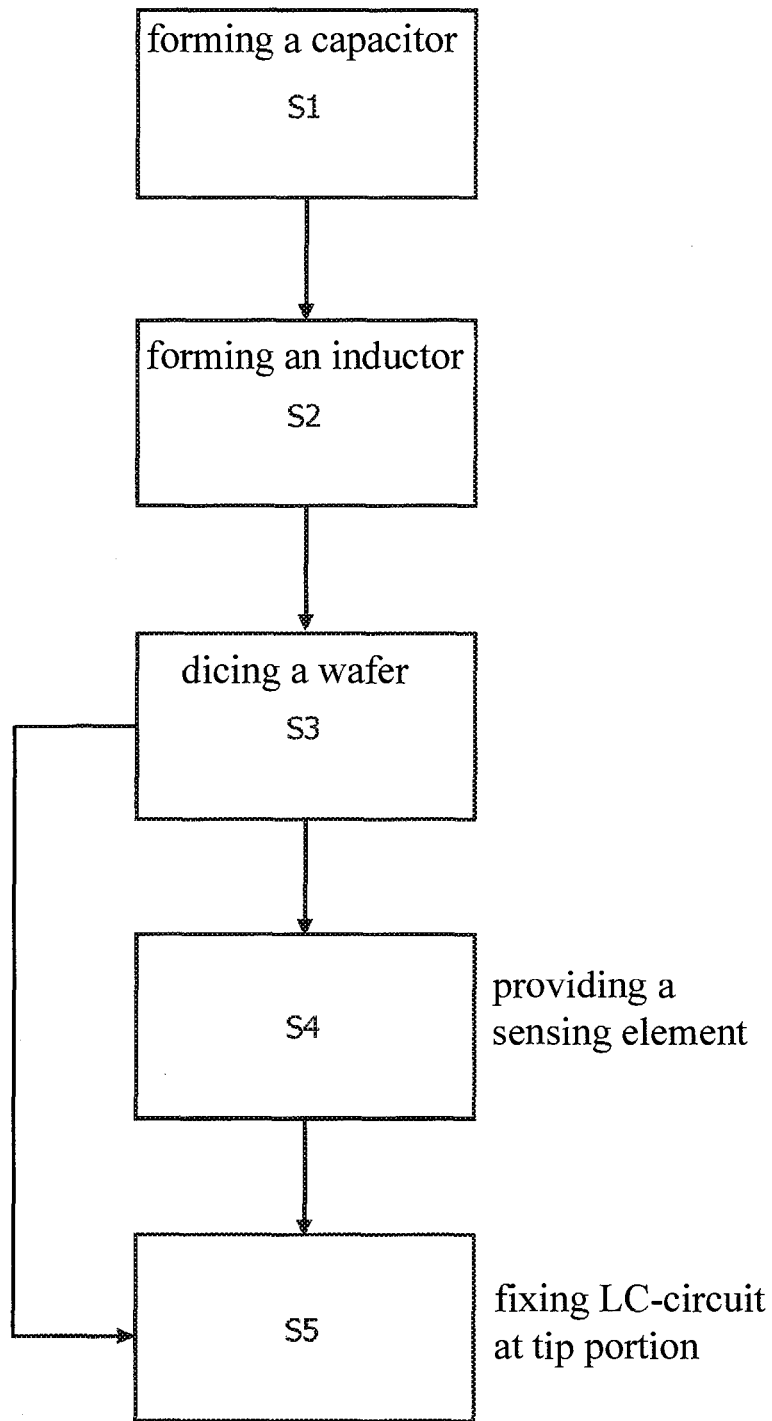 forming a capacitor
S1
forming an inductor
S2
dicing a wafer
S3
S4
providing a
sensing element
S5
fixing LC-circuit
at tip portion